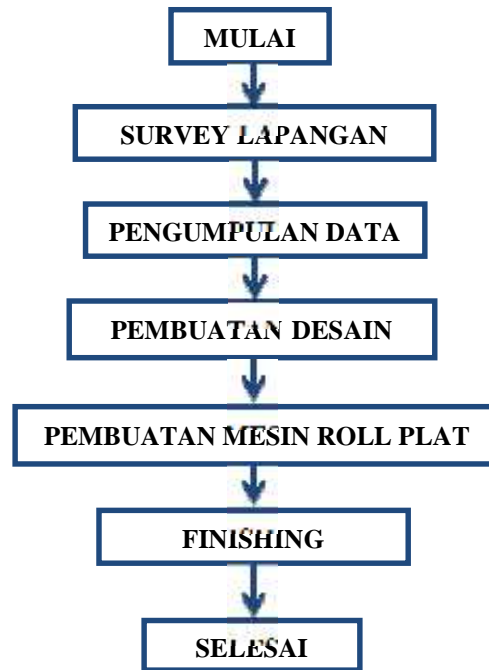 MULAI
SURVEY LAPANGAN
PENGUMPULAN DATA
PEMBUATAN DESAIN
PEMBUATAN MESIN ROLL PLAT
FINISHING
SELESAI